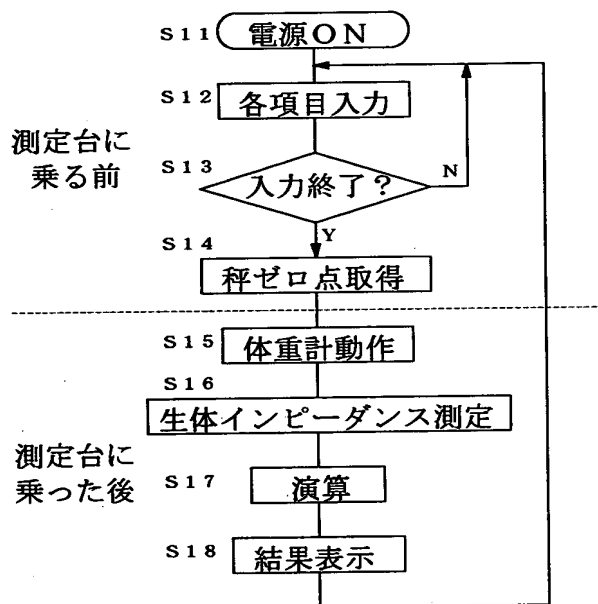 S11 電源ON
S12 各項目入力
測定台に
乗る前
S13 入力終了？ N
Y
S14
秤ゼロ点取得
S15 体重計動作
S16
生体インピーダンス測定
測定台に
乗った後
S17 演算
S18 結果表示